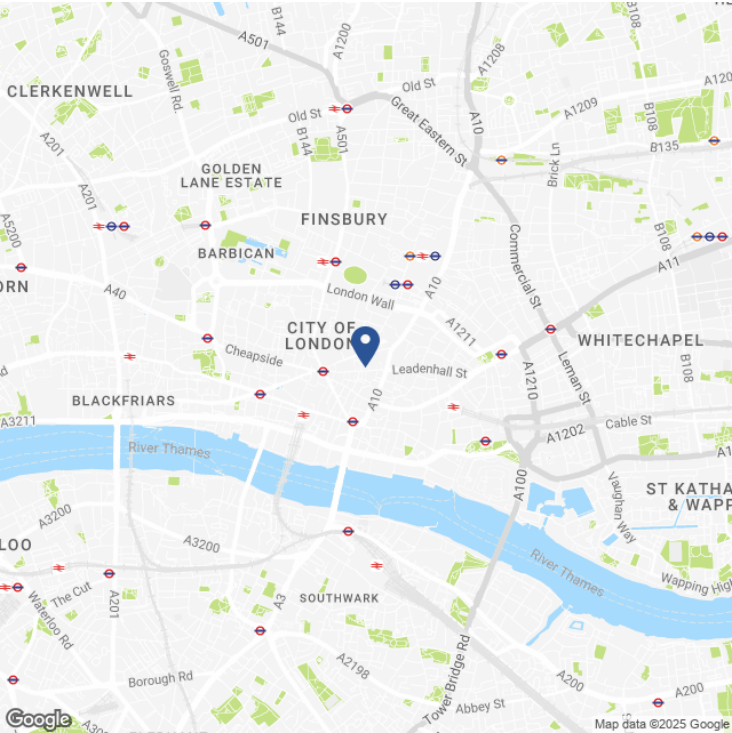 B144
A1200
B108
A501
Goswell Rd.
A1208
Old St
A120
CLERKENWELL
Great Eastern St
A10
A1209
B108
Old St
A501
B144
A201
B135
Brick Ln
GOLDEN
LANE ESTATE
A201
A5200
FINSBURY
B108
Commercial St
BARBICAN
A11
A10
ORN
A40
London Wall
A1211
CITY OF
LONDON
WHITECHAPEL
Cheapside
Leadenhall St
A1210
Leman St
B108
BLACKFRIARS
A10
A3211
Cable St
A1202
River Thames
A100
A1
Vaughan Way
ST KATHA
& WAPP
A3200
A3200
LOO
River Thames
Wapping High
The Cut
A201
A3
SOUTHWARK
Waterloo Rd
Tower Bridge Rd
A2198
Borough Rd
A200
A200
Abbey St
Google
Map data ©2025 Google